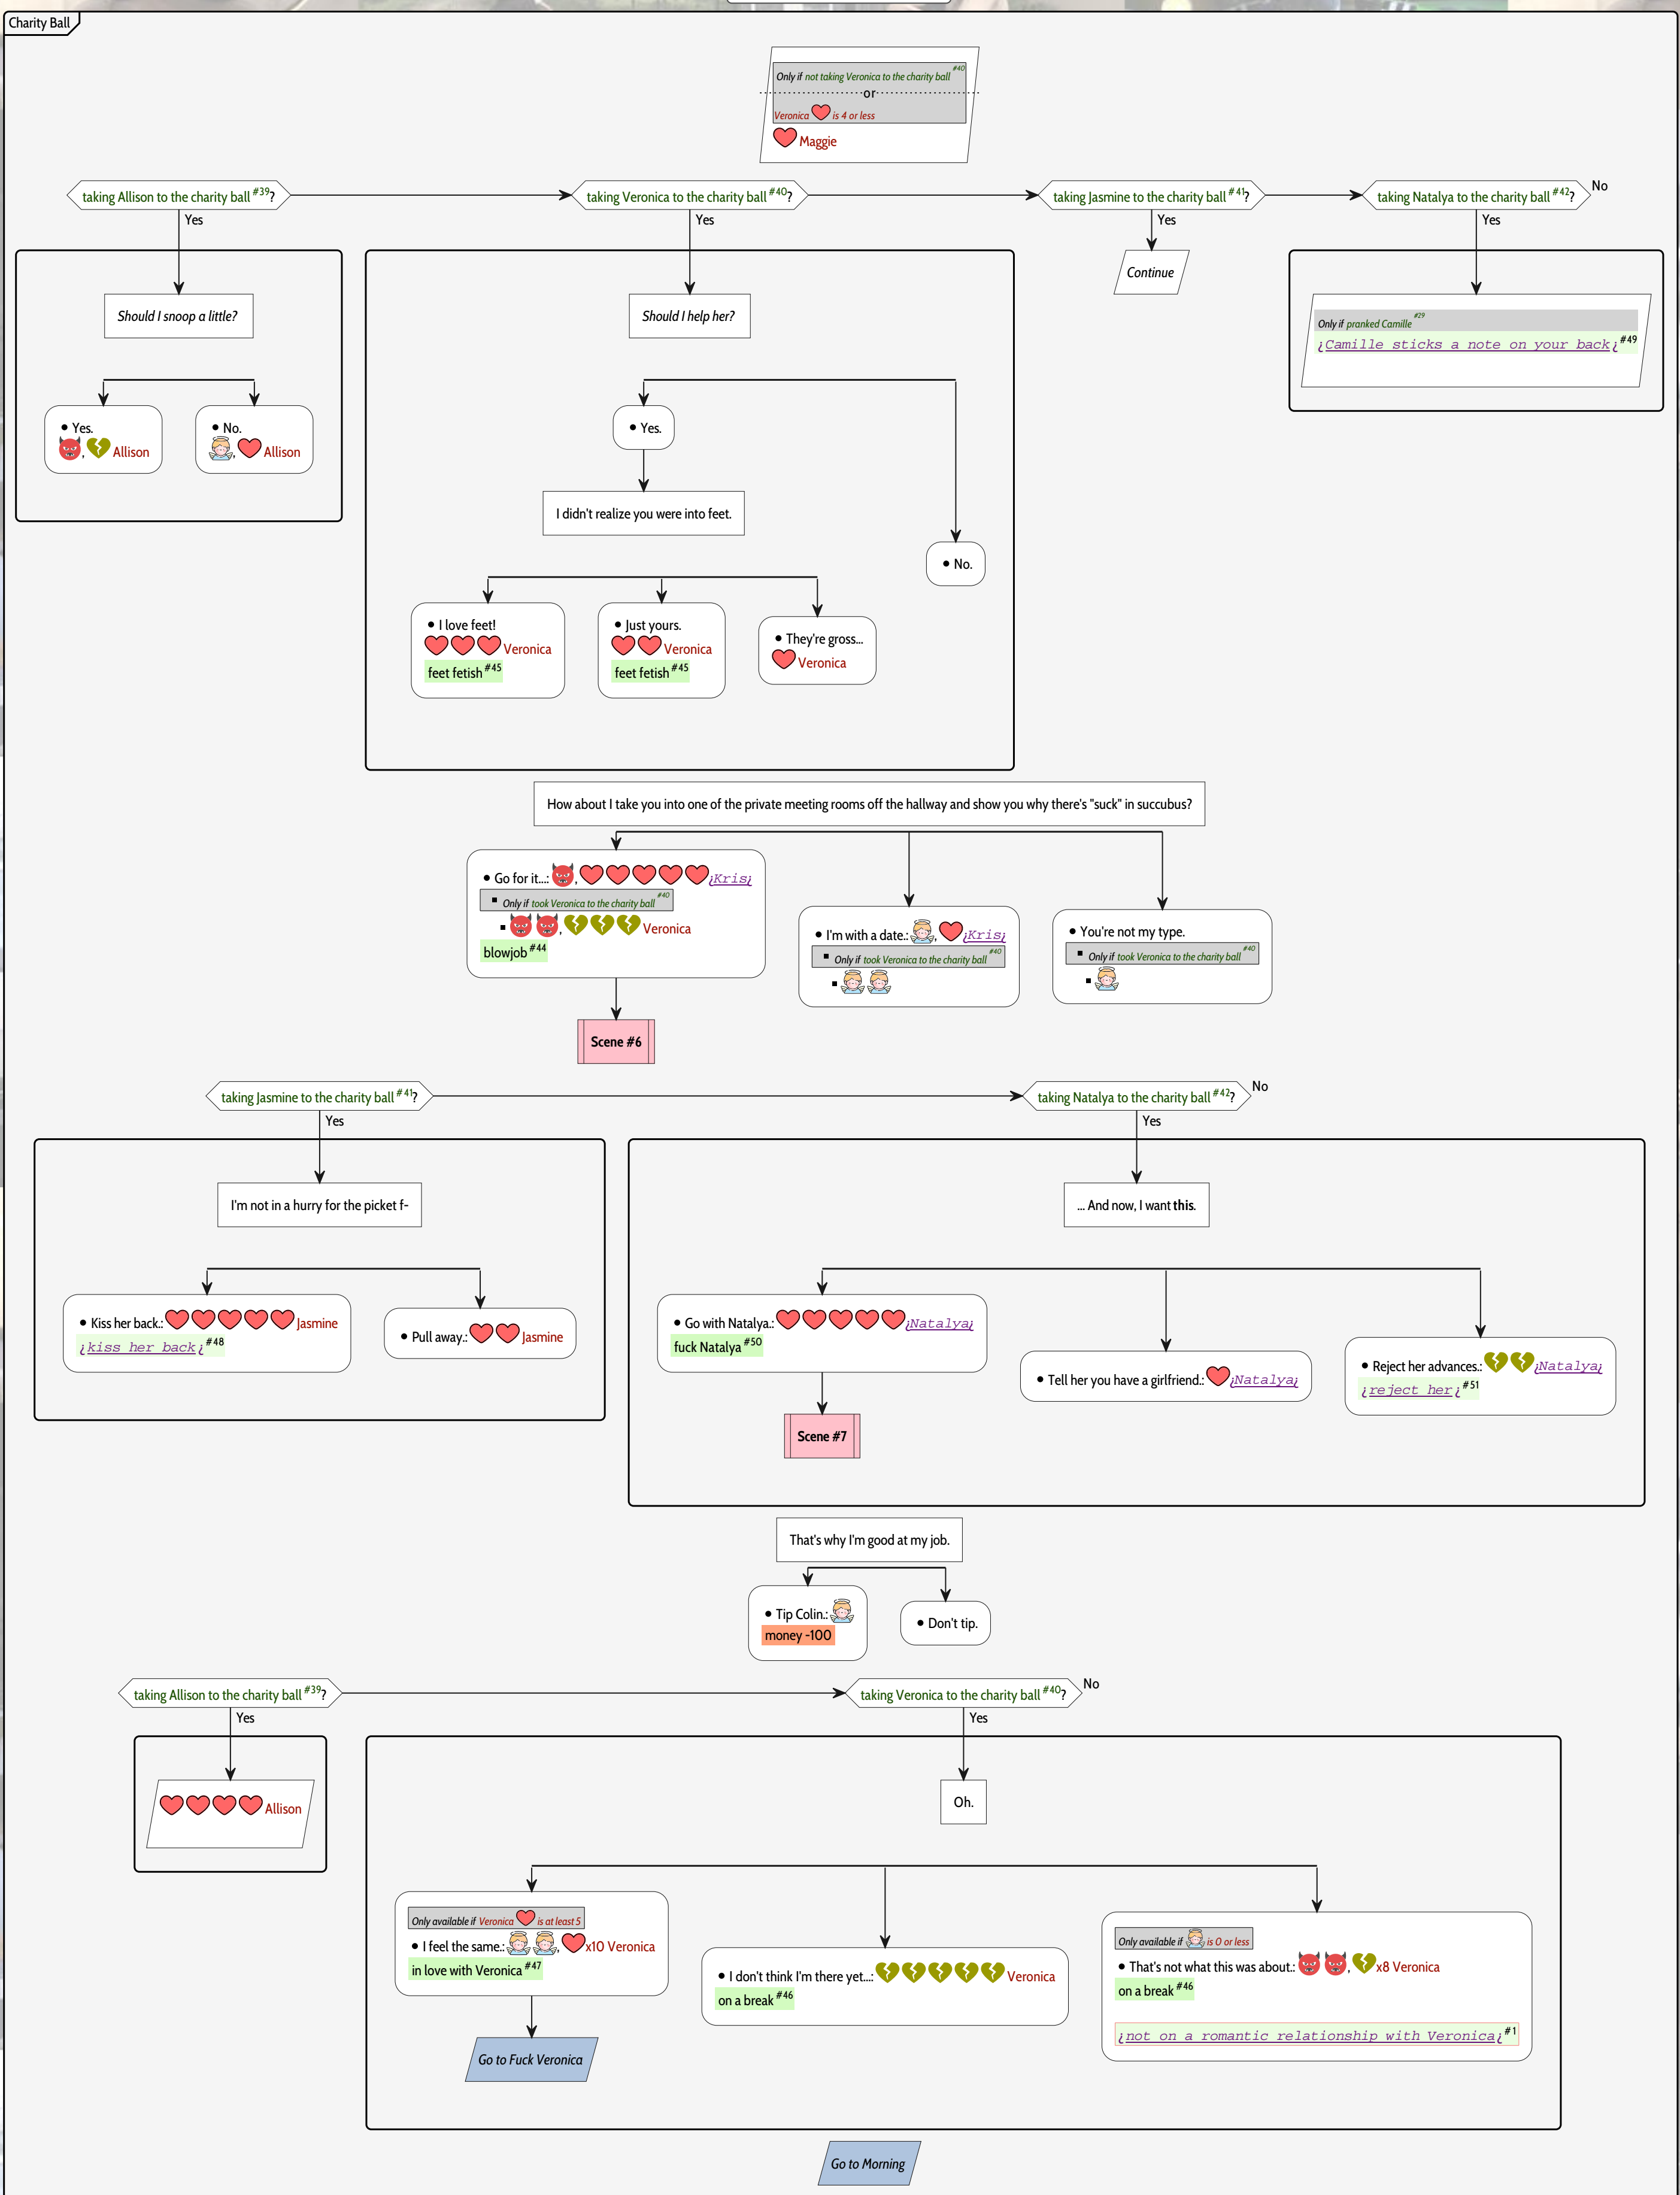 Charity Ball
Only if not taking Veronica to the charity ball #40
or
Veronica is 4 or less
Maggie
taking Allison to the charity ball #39?
taking Veronica to the charity ball #40?
taking Jasmine to the charity ball #41?
taking Natalya to the charity ball #42?
No
Yes
Yes
Yes
Yes
Should I snoop a little?
• Yes.
, Allison
• No.
, Allison
Should I help her?
• Yes.
I didn't realize you were into feet.
• No.
• I love feet!
Veronica
feet fetish #45
• Just yours.
Veronica
feet fetish #45
• They're gross...
Veronica
Continue
Only if pranked Camille #29
¿Camille sticks a note on your back¿ #49
How about I take you into one of the private meeting rooms off the hallway and show you why there's "suck" in succubus?
• Go for it...: , ¿Kris¿
▪ Only if took Veronica to the charity ball #40
▪ , Veronica
blowjob #44
Scene #6
• I'm with a date.: , ¿Kris¿
▪ Only if took Veronica to the charity ball #40
▪
• You're not my type.
▪ Only if took Veronica to the charity ball #40
▪
taking Jasmine to the charity ball #41?
taking Natalya to the charity ball #42?
No
Yes
Yes
I'm not in a hurry for the picket f-
• Kiss her back.: Jasmine
¿kiss her back¿ #48
• Pull away.: Jasmine
... And now, I want this.
• Go with Natalya.: ¿Natalya¿
fuck Natalya #50
Scene #7
• Tell her you have a girlfriend.: ¿Natalya¿
• Reject her advances.: ¿Natalya¿
¿reject her¿ #51
That's why I'm good at my job.
• Tip Colin.:
money -100
• Don't tip.
taking Allison to the charity ball #39?
taking Veronica to the charity ball #40?
No
Yes
Yes
Allison
Oh.
Only available if Veronica is at least 5
• I feel the same.: , x10 Veronica
in love with Veronica #47
Go to Fuck Veronica
• I don't think I'm there yet...: Veronica
on a break #46
Only available if is 0 or less
• That's not what this was about.: , x8 Veronica
on a break #46
¿not on a romantic relationship with Veronica¿ #1
Go to Morning